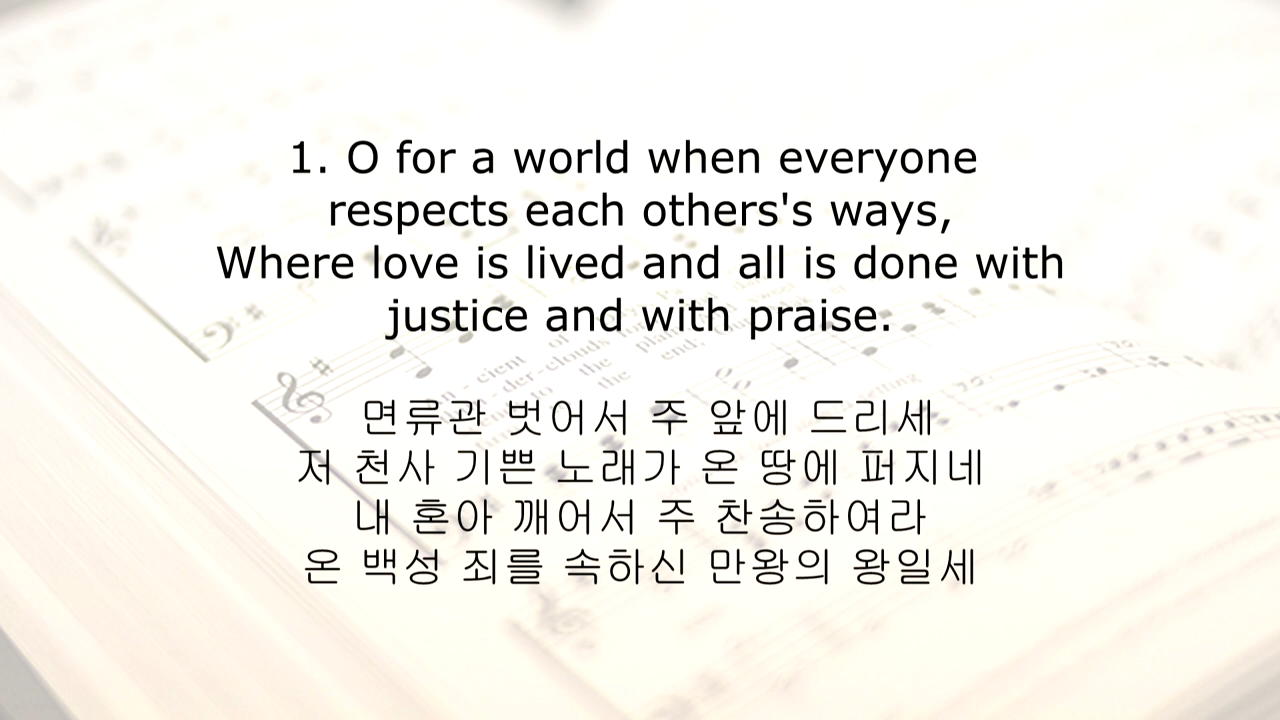 1. O for a world when everyone
respects each others's ways,
Where love is lived and all is done with
justice and with praise.
면류관 벗어서 주 앞에 드리세
저 천사 기쁜 노래가 온 땅에 퍼지네
내 혼아 깨어서 주 찬송하여라
온 백성 죄를 속하신 만왕의 왕일세